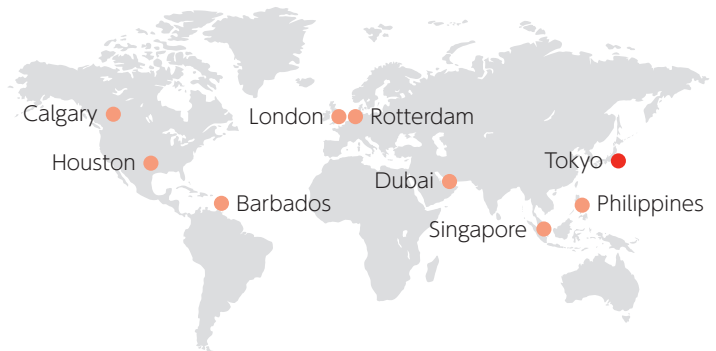 Calgary
London
Rotterdam
Houston
Tokyo
Dubai
Barbados
Philippines
Singapore